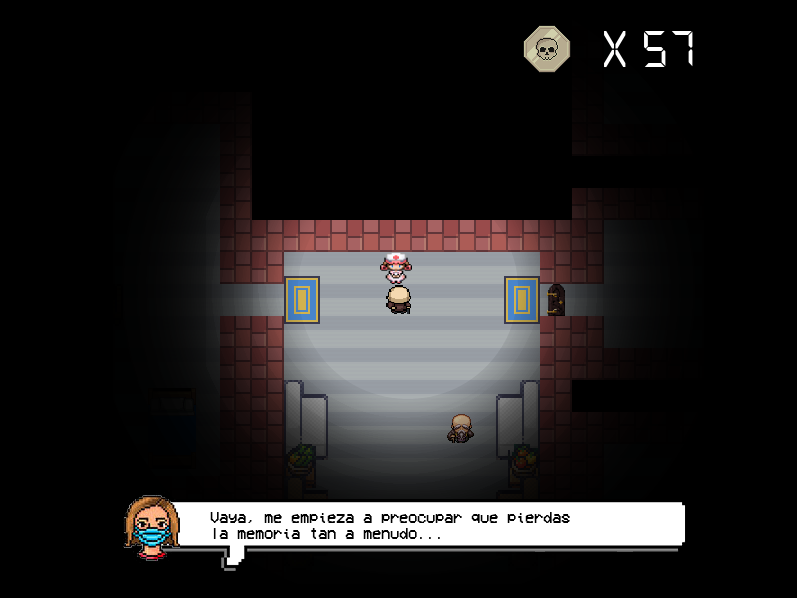 X 57
Vaya, me empieza a preocupar que pierdas
la memoria tan a menudo...